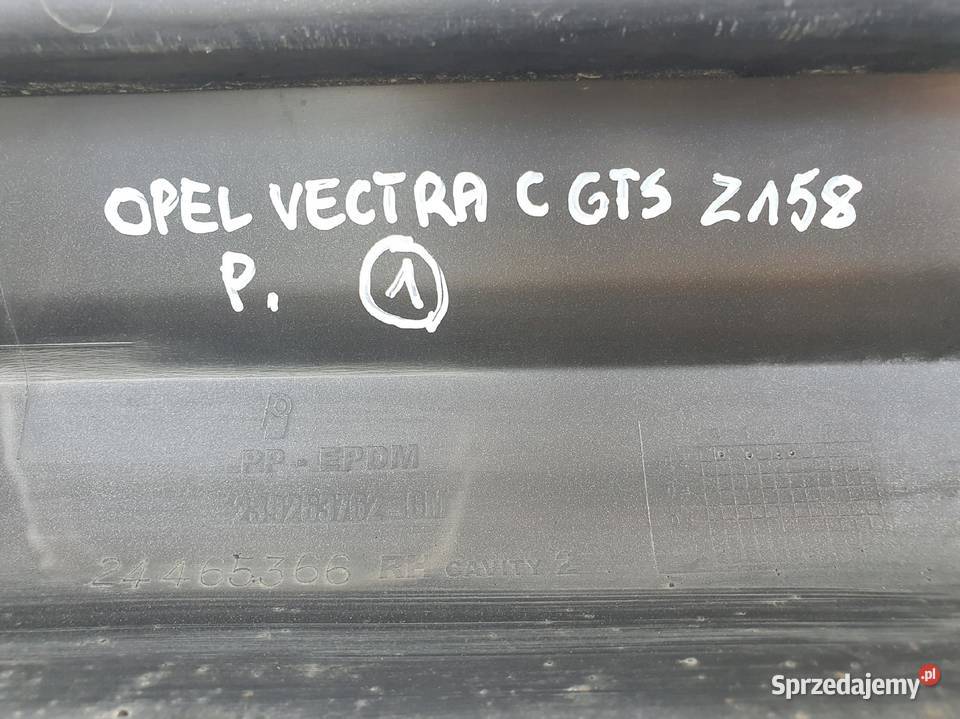 OPEL VECTRA C GTS Z158
P. 1
PP-EPDM
24465366 RH CAVITY 2
Sprzedajemy.pl